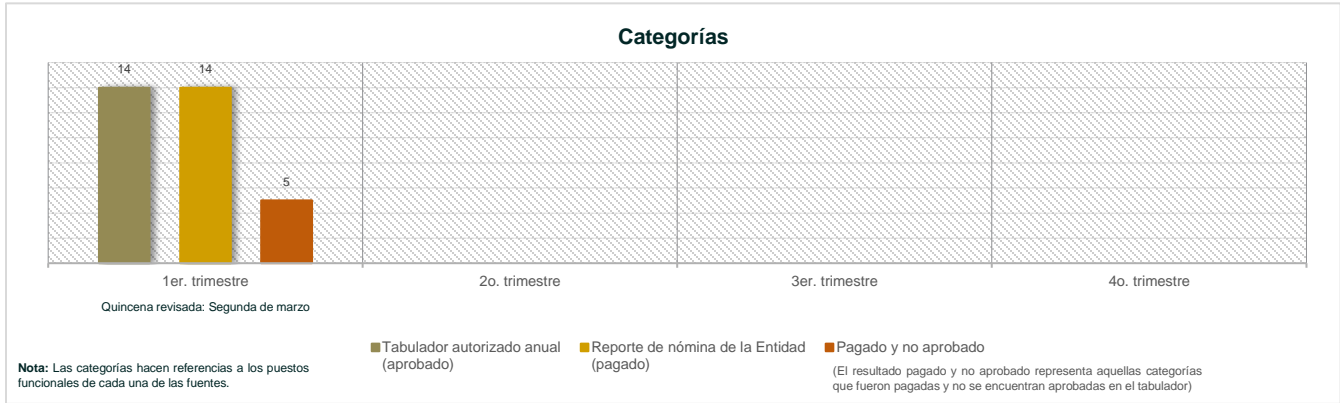 Categorías
14
14
5
1er. trimestre
2o. trimestre
3er. trimestre
4o. trimestre
Quincena revisada: Segunda de marzo
Tabulador autorizado anual
(aprobado)
Reporte de nómina de la Entidad
(pagado)
Pagado y no aprobado
(El resultado pagado y no aprobado representa aquellas categorías
que fueron pagadas y no se encuentran aprobadas en el tabulador)
Nota: Las categorías hacen referencias a los puestos
funcionales de cada una de las fuentes.